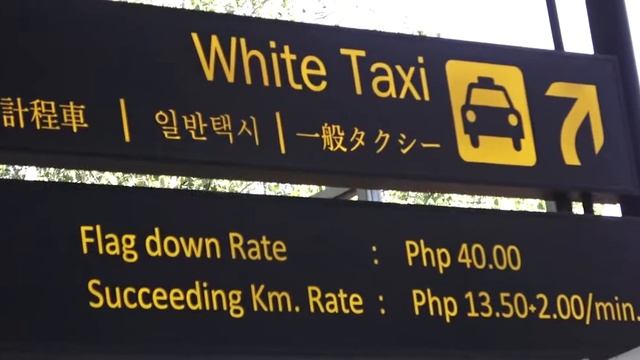 White Taxi
計程車 | 일반택시 | 一般タクシー
Flag down Rate : Php 40.00
Succeeding Km. Rate : Php 13.50+2.00/min.